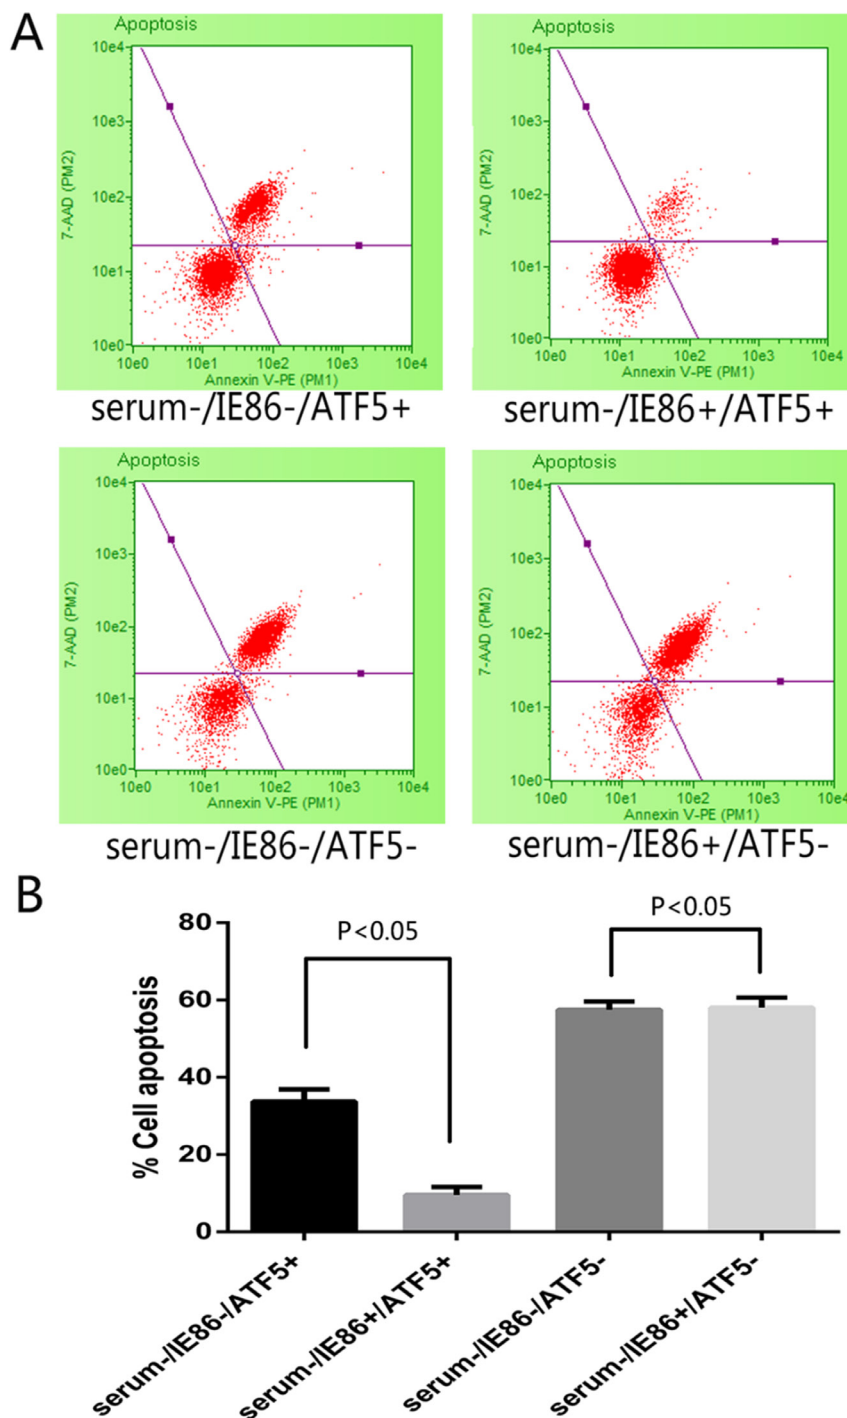 A
Apoptosis
10e4
10e3
10e2
10e1
10e0
7-AAD (PM2)
10e0 10e1 10e2 10e3 10e4
Annexin V-PE (PM1)
serum-/IE86-/ATF5+
Apoptosis
10e4
10e3
10e2
10e1
10e0
7-AAD (PM2)
10e0 10e1 10e2 10e3 10e4
Annexin V-PE (PM1)
serum-/IE86+/ATF5+
Apoptosis
10e4
10e3
10e2
10e1
10e0
7-AAD (PM2)
10e0 10e1 10e2 10e3 10e4
Annexin V-PE (PM1)
serum-/IE86-/ATF5-
Apoptosis
10e4
10e3
10e2
10e1
10e0
7-AAD (PM2)
10e0 10e1 10e2 10e3 10e4
Annexin V-PE (PM1)
serum-/IE86+/ATF5-
B
80
60
40
20
0
% Cell apoptosis
P<0.05
P<0.05
serum-/IE86-/ATF5+
serum-/IE86+/ATF5+
serum-/IE86-/ATF5-
serum-/IE86+/ATF5-